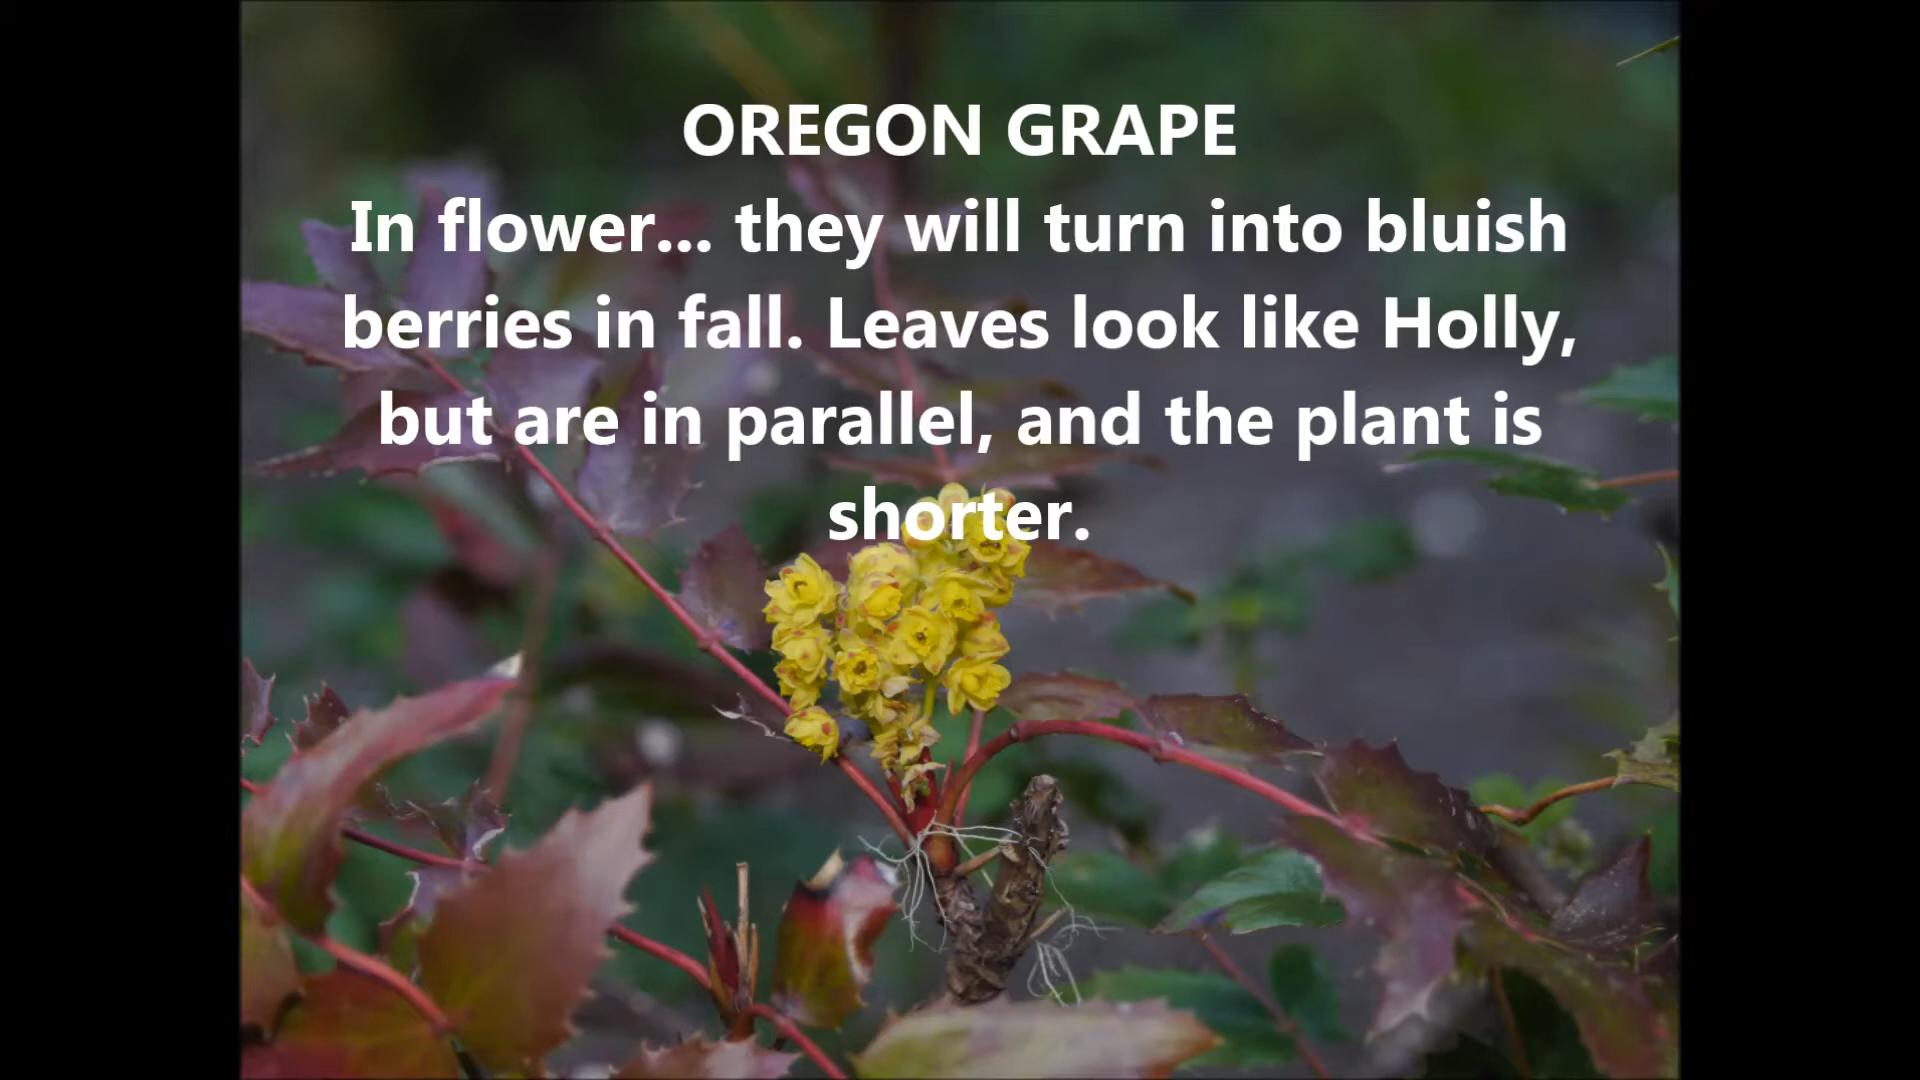 OREGON GRAPE
In flower... they will turn into bluish
berries in fall. Leaves look like Holly,
but are in parallel, and the plant is
shorter.